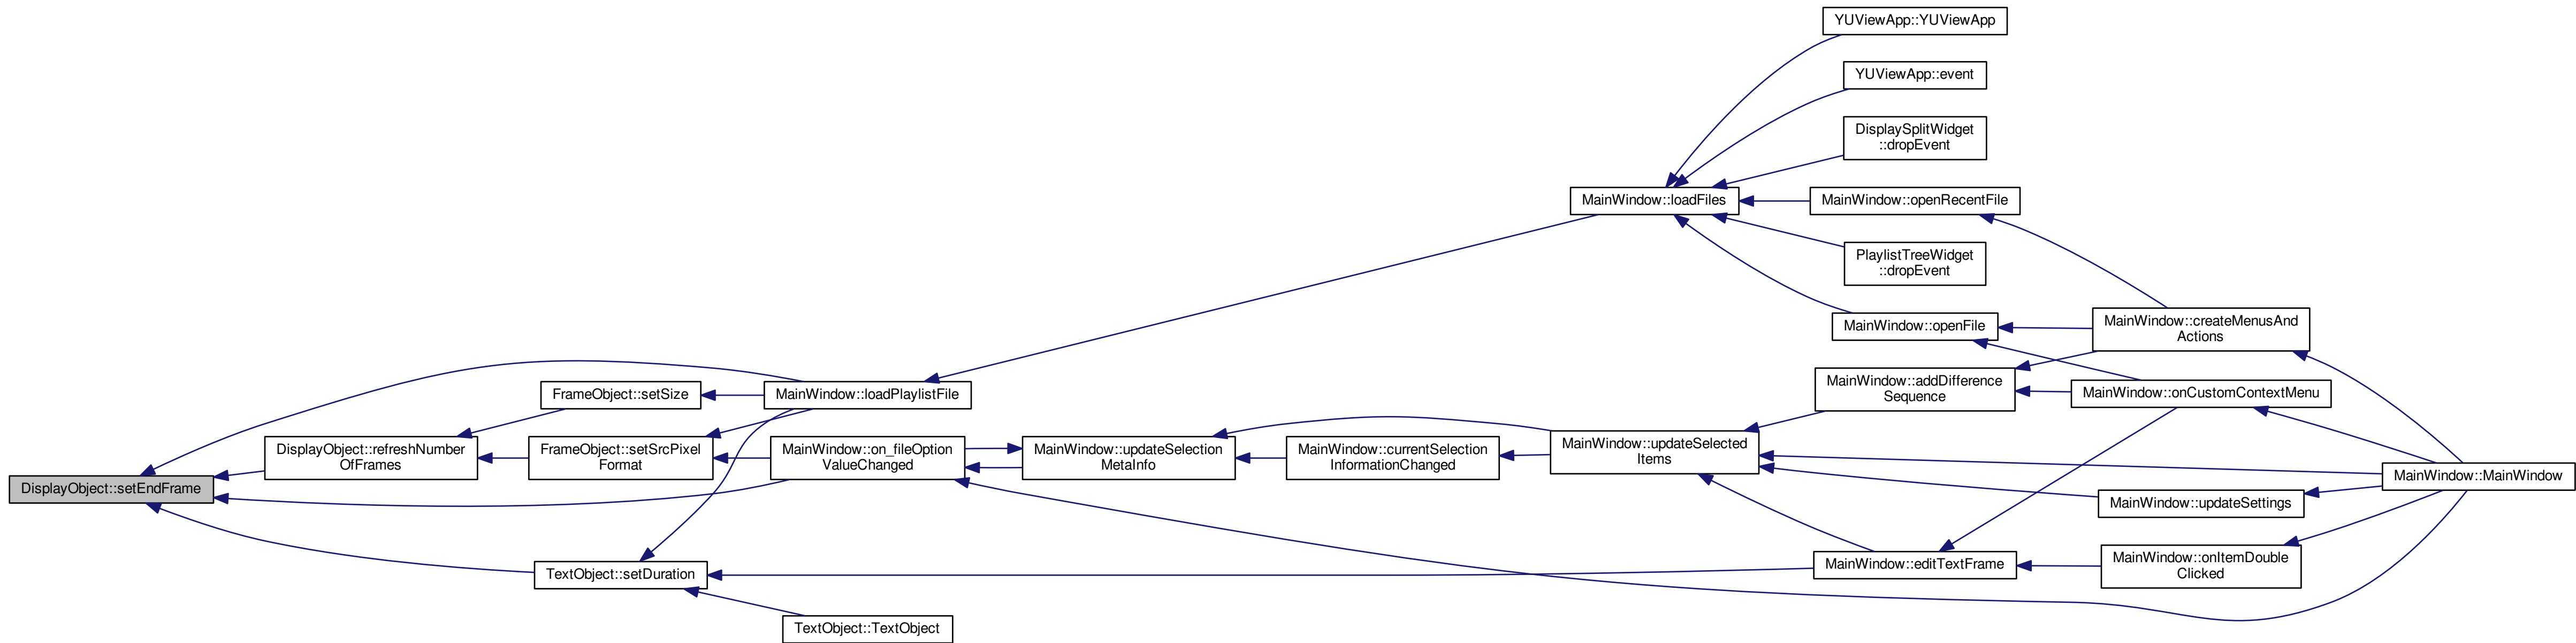 YUViewApp::YUViewApp
YUViewApp::event
DisplaySplitWidget
::dropEvent
MainWindow::loadFiles
MainWindow::openRecentFile
PlaylistTreeWidget
::dropEvent
MainWindow::openFile
MainWindow::createMenusAnd
Actions
MainWindow::addDifference
Sequence
MainWindow::onCustomContextMenu
FrameObject::setSize
MainWindow::loadPlaylistFile
DisplayObject::refreshNumber
OfFrames
FrameObject::setSrcPixel
Format
MainWindow::on_fileOption
ValueChanged
MainWindow::updateSelection
MetaInfo
MainWindow::currentSelection
InformationChanged
MainWindow::updateSelected
Items
MainWindow::MainWindow
DisplayObject::setEndFrame
MainWindow::updateSettings
TextObject::setDuration
MainWindow::editTextFrame
MainWindow::onItemDouble
Clicked
TextObject::TextObject